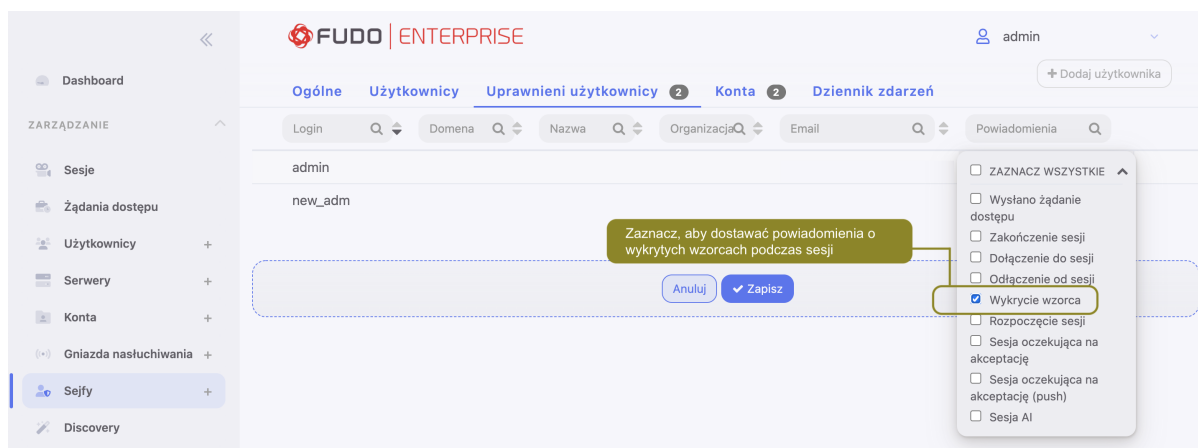 FUDO ENTERPRISE
admin
+ Dodaj użytkownika
Dashboard
Ogólne Użytkownicy Uprawnieni użytkownicy 2 Konta 2 Dziennik zdarzeń
ZARZĄDZANIE
Login Domena Nazwa Organizacja Email Powiadomienia
Sesje
Żądania dostępu
Użytkownicy +
Serwery +
Konta +
Gniazda nasłuchiwania +
Sejfy +
Discovery
admin
new_adm
Zaznacz, aby dostawać powiadomienia o
wykrytych wzorcach podczas sesji
Anuluj Zapisz
ZAZNACZ WSZYSTKIE
Wysłano żądanie
dostępu
Zakończenie sesji
Dołączenie do sesji
Odłączenie od sesji
Wykrycie wzorca
Rozpoczęcie sesji
Sesja oczekująca na
akceptację
Sesja oczekująca na
akceptację (push)
Sesja AI